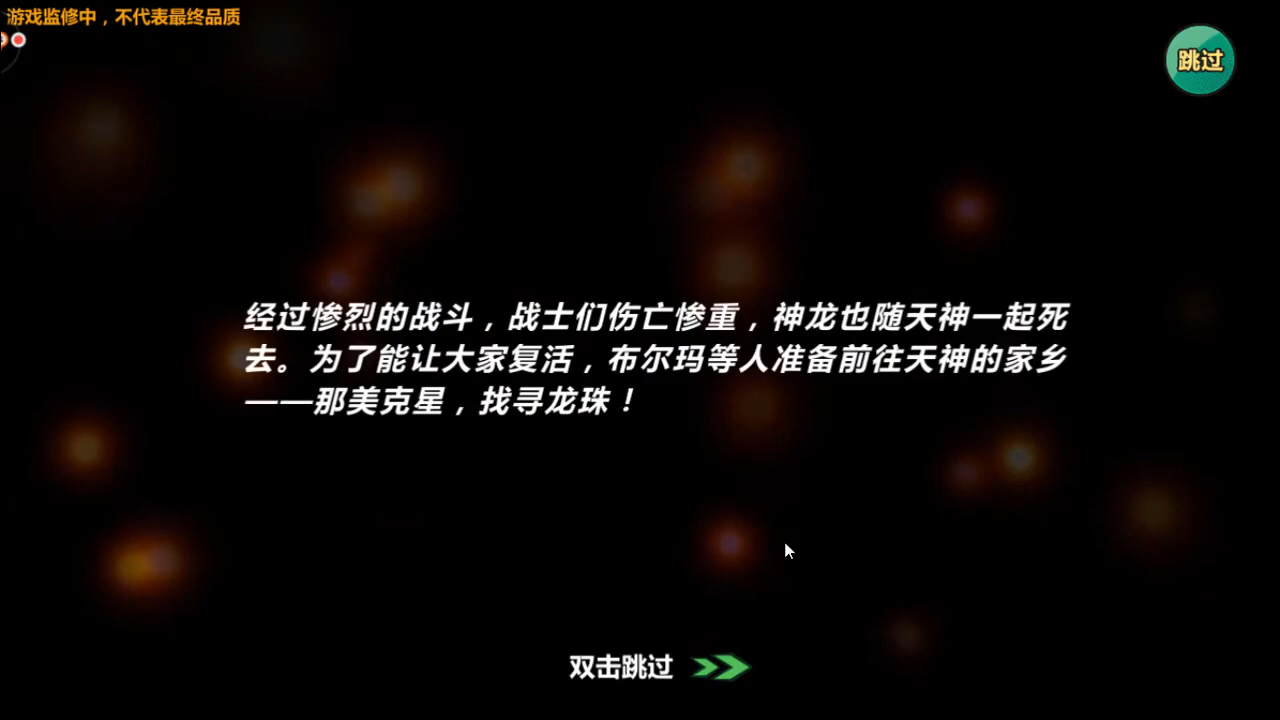 游戏监修中，不代表最终品质
跳过
经过惨烈的战斗，战士们伤亡惨重，神龙也随天神一起死
去。为了能让大家复活，布尔玛等人准备前往天神的家乡
——那美克星，找寻龙珠！
双击跳过